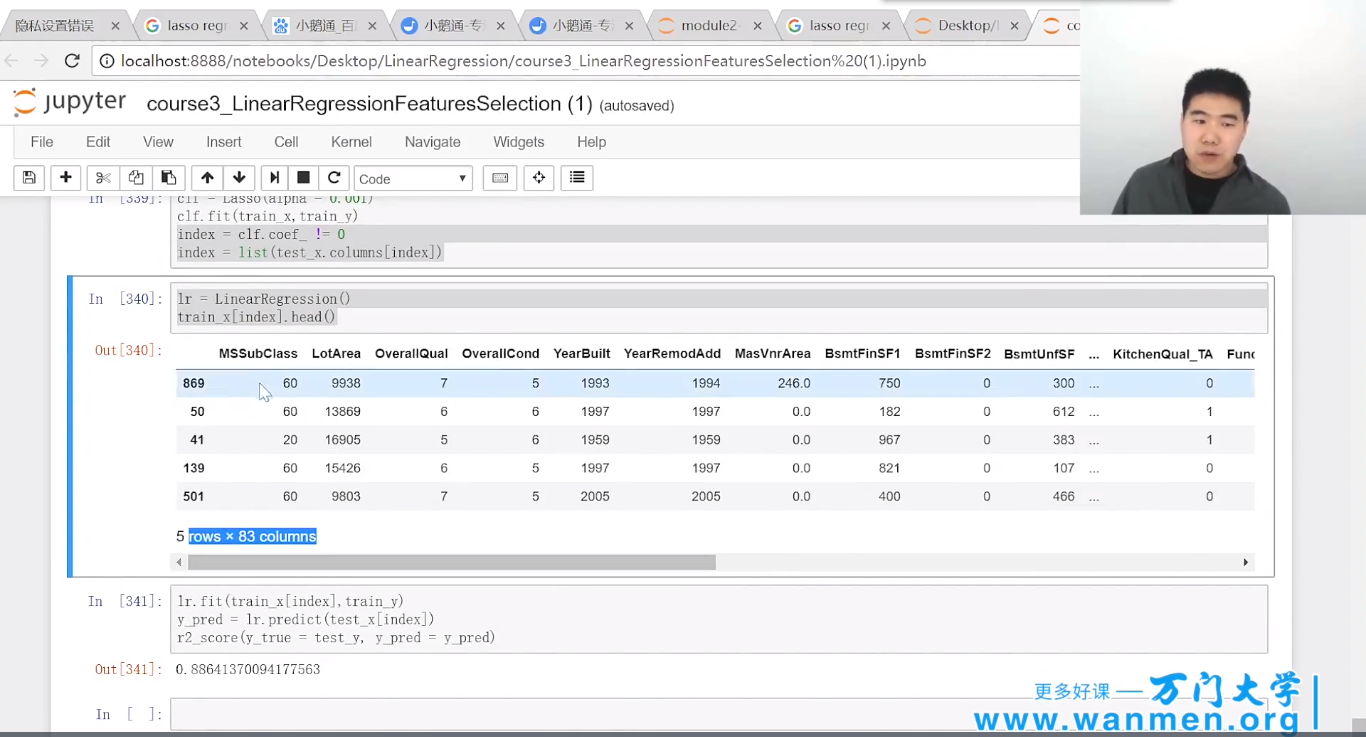 隐私设置错误 lasso regr 小鹅通_百 小鹅通-专 小鹅通-专 module2- lasso regr Desktop/l co
localhost:8888/notebooks/Desktop/LinearRegression/course3_LinearRegressionFeaturesSelection%20(1).ipynb
jupyter course3_LinearRegressionFeaturesSelection (1) (autosaved)
File Edit View Insert Cell Kernel Navigate Widgets Help
Code
In [339]: clf = Lasso(alpha = 0.001)
clf.fit(train_x,train_y)
index = clf.coef_ != 0
index = list(test_x.columns[index])
In [340]: lr = LinearRegression()
train_x[index].head()
Out[340]: MSSubClass LotArea OverallQual OverallCond YearBuilt YearRemodAdd MasVnrArea BsmtFinSF1 BsmtFinSF2 BsmtUnfSF ... KitchenQual_TA Func
869 60 9938 7 5 1993 1994 246.0 750 0 300 ... 0
50 60 13869 6 6 1997 1997 0.0 182 0 612 ... 1
41 20 16905 5 6 1959 1959 0.0 967 0 383 ... 1
139 60 15426 6 5 1997 1997 0.0 821 0 107 ... 0
501 60 9803 7 5 2005 2005 0.0 400 0 466 ... 0
5 rows × 83 columns
In [341]: lr.fit(train_x[index],train_y)
y_pred = lr.predict(test_x[index])
r2_score(y_true = test_y, y_pred = y_pred)
Out[341]: 0.88641370094177563
In [ ]:
更多好课 — 万门大学
www.wanmen.org